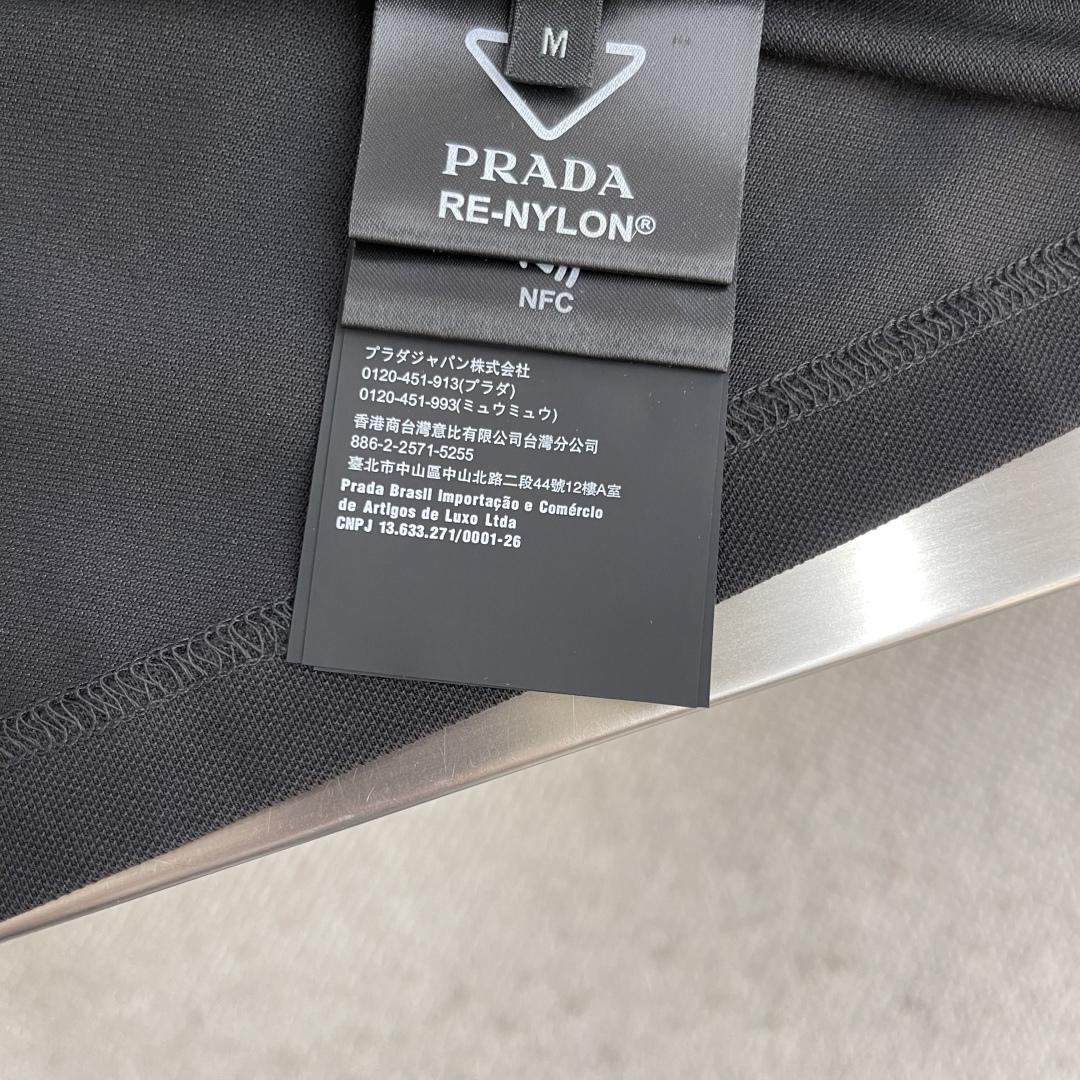 M
PRADA
RE-NYLON®
NFC
プラダジャパン株式会社
0120-451-913(プラダ)
0120-451-993(ミュウミュウ)
香港商台灣意比有限公司台灣分公司
886-2-2571-5255
臺北市中山區中山北路二段44號12樓A室
Prada Brasil Importação e Comércio
de Artigos de Luxo Ltda
CNPJ 13.633.271/0001-26